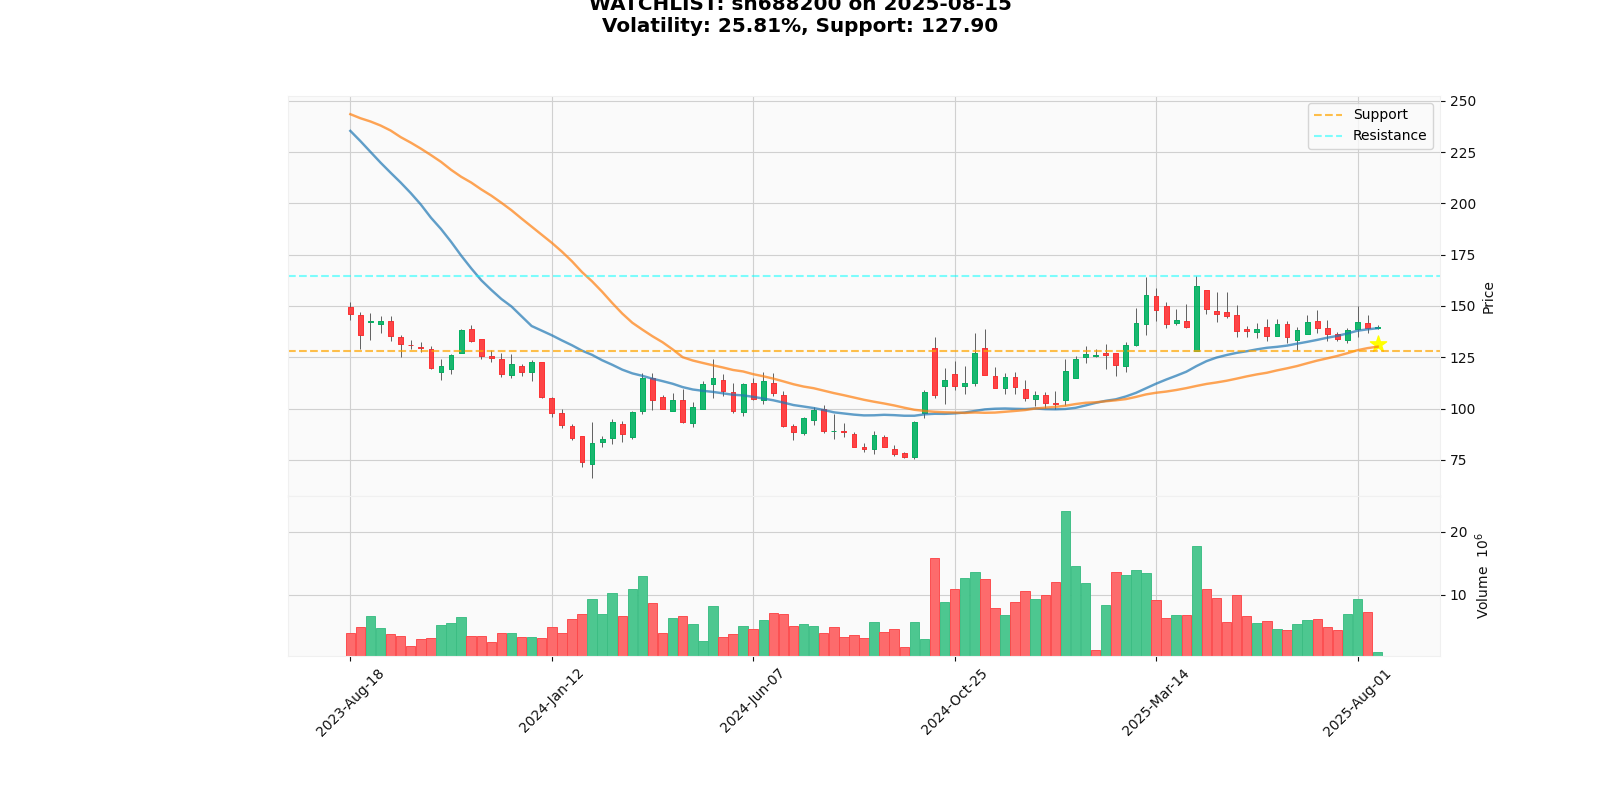 WATCHLIST: sh688200 on 2025-08-15
Volatility: 25.81%, Support: 127.90
Support
Resistance
250
225
200
175
150
125
100
75
Price
20
10
Volume 10^6
2023-Aug-18
2024-Jan-12
2024-Jun-07
2024-Oct-25
2025-Mar-14
2025-Aug-01